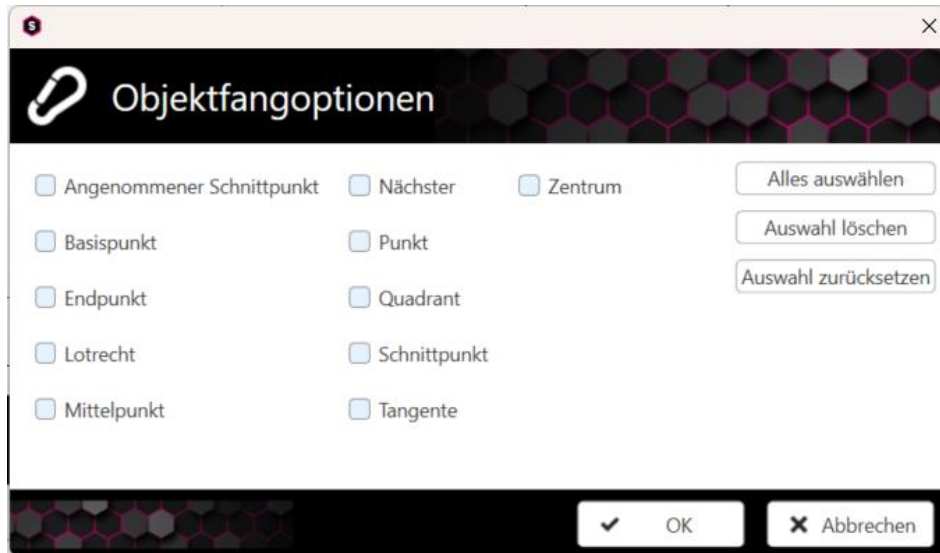 S
Objektfangoptionen
Angenommener Schnittpunkt
Nächster
Zentrum
Alles auswählen
Basispunkt
Punkt
Auswahl löschen
Endpunkt
Quadrant
Auswahl zurücksetzen
Lotrecht
Schnittpunkt
Mittelpunkt
Tangente
OK
Abbrechen